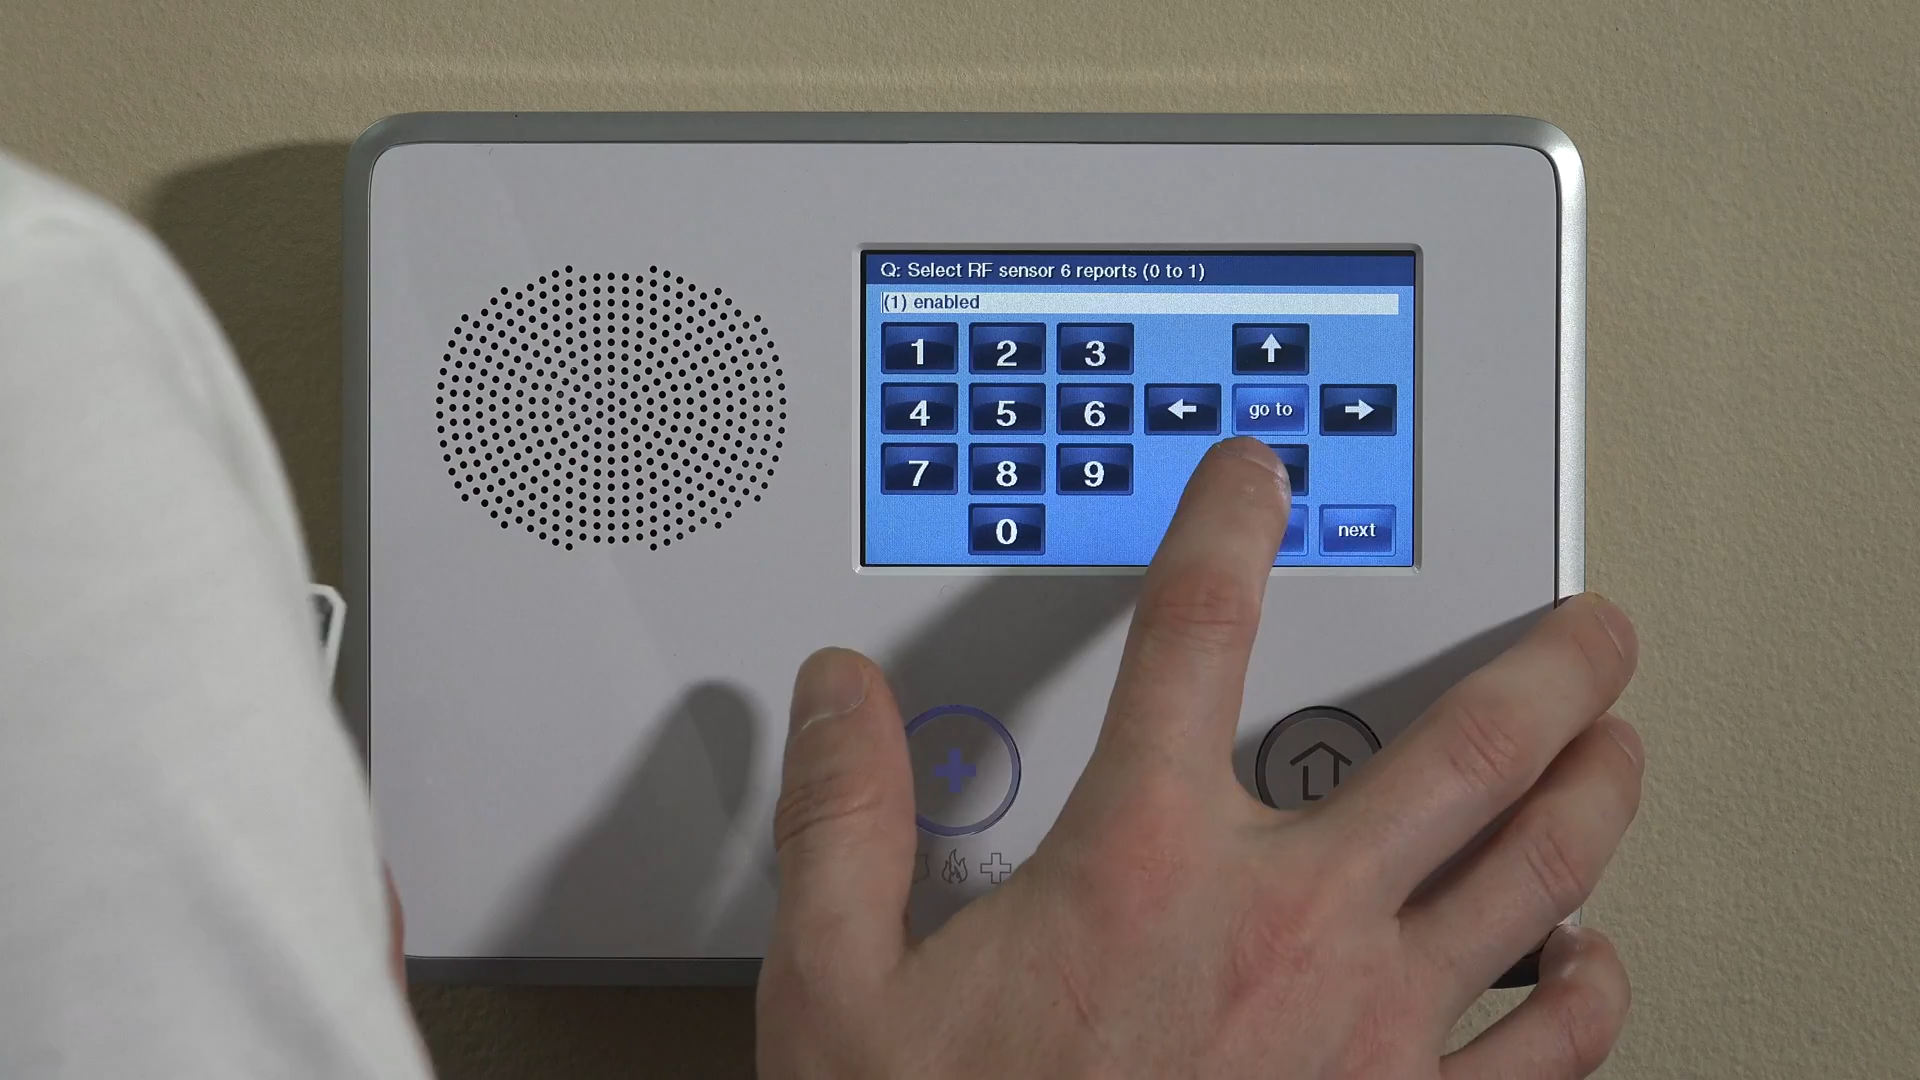 Q: Select RF sensor 6 reports (0 to 1)
(1) enabled
1 2 3
4 5 6 go to
7 8 9
0 next